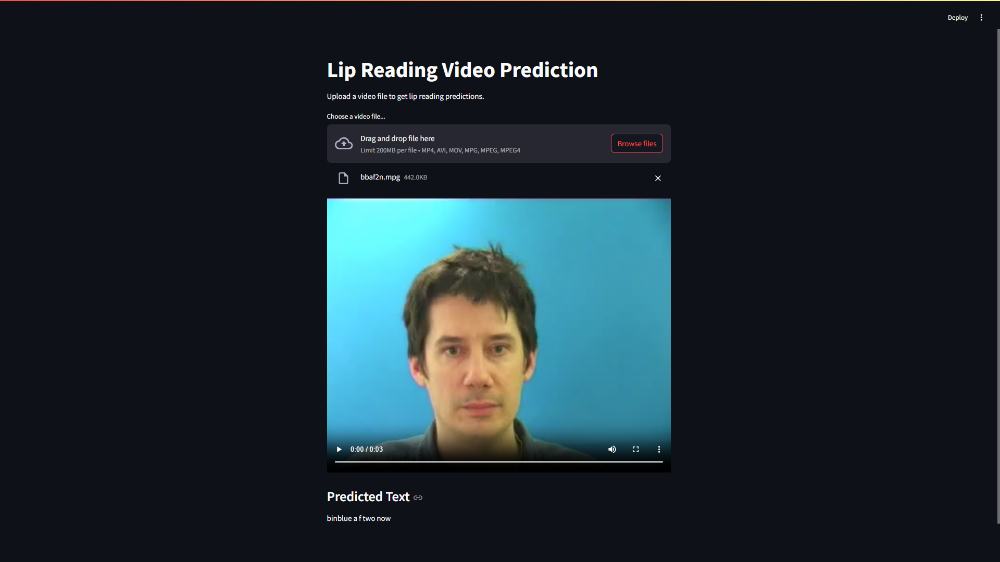 Deploy
Lip Reading Video Prediction
Upload a video file to get lip reading predictions.
Choose a video file...
Drag and drop file here
Limit 200MB per file • MP4, AVI, MOV, MPG, MPEG, MPEG4
Browse files
bbaf2n.mpg 442.0KB
0:00 / 0:03
Predicted Text
binblue a f two now